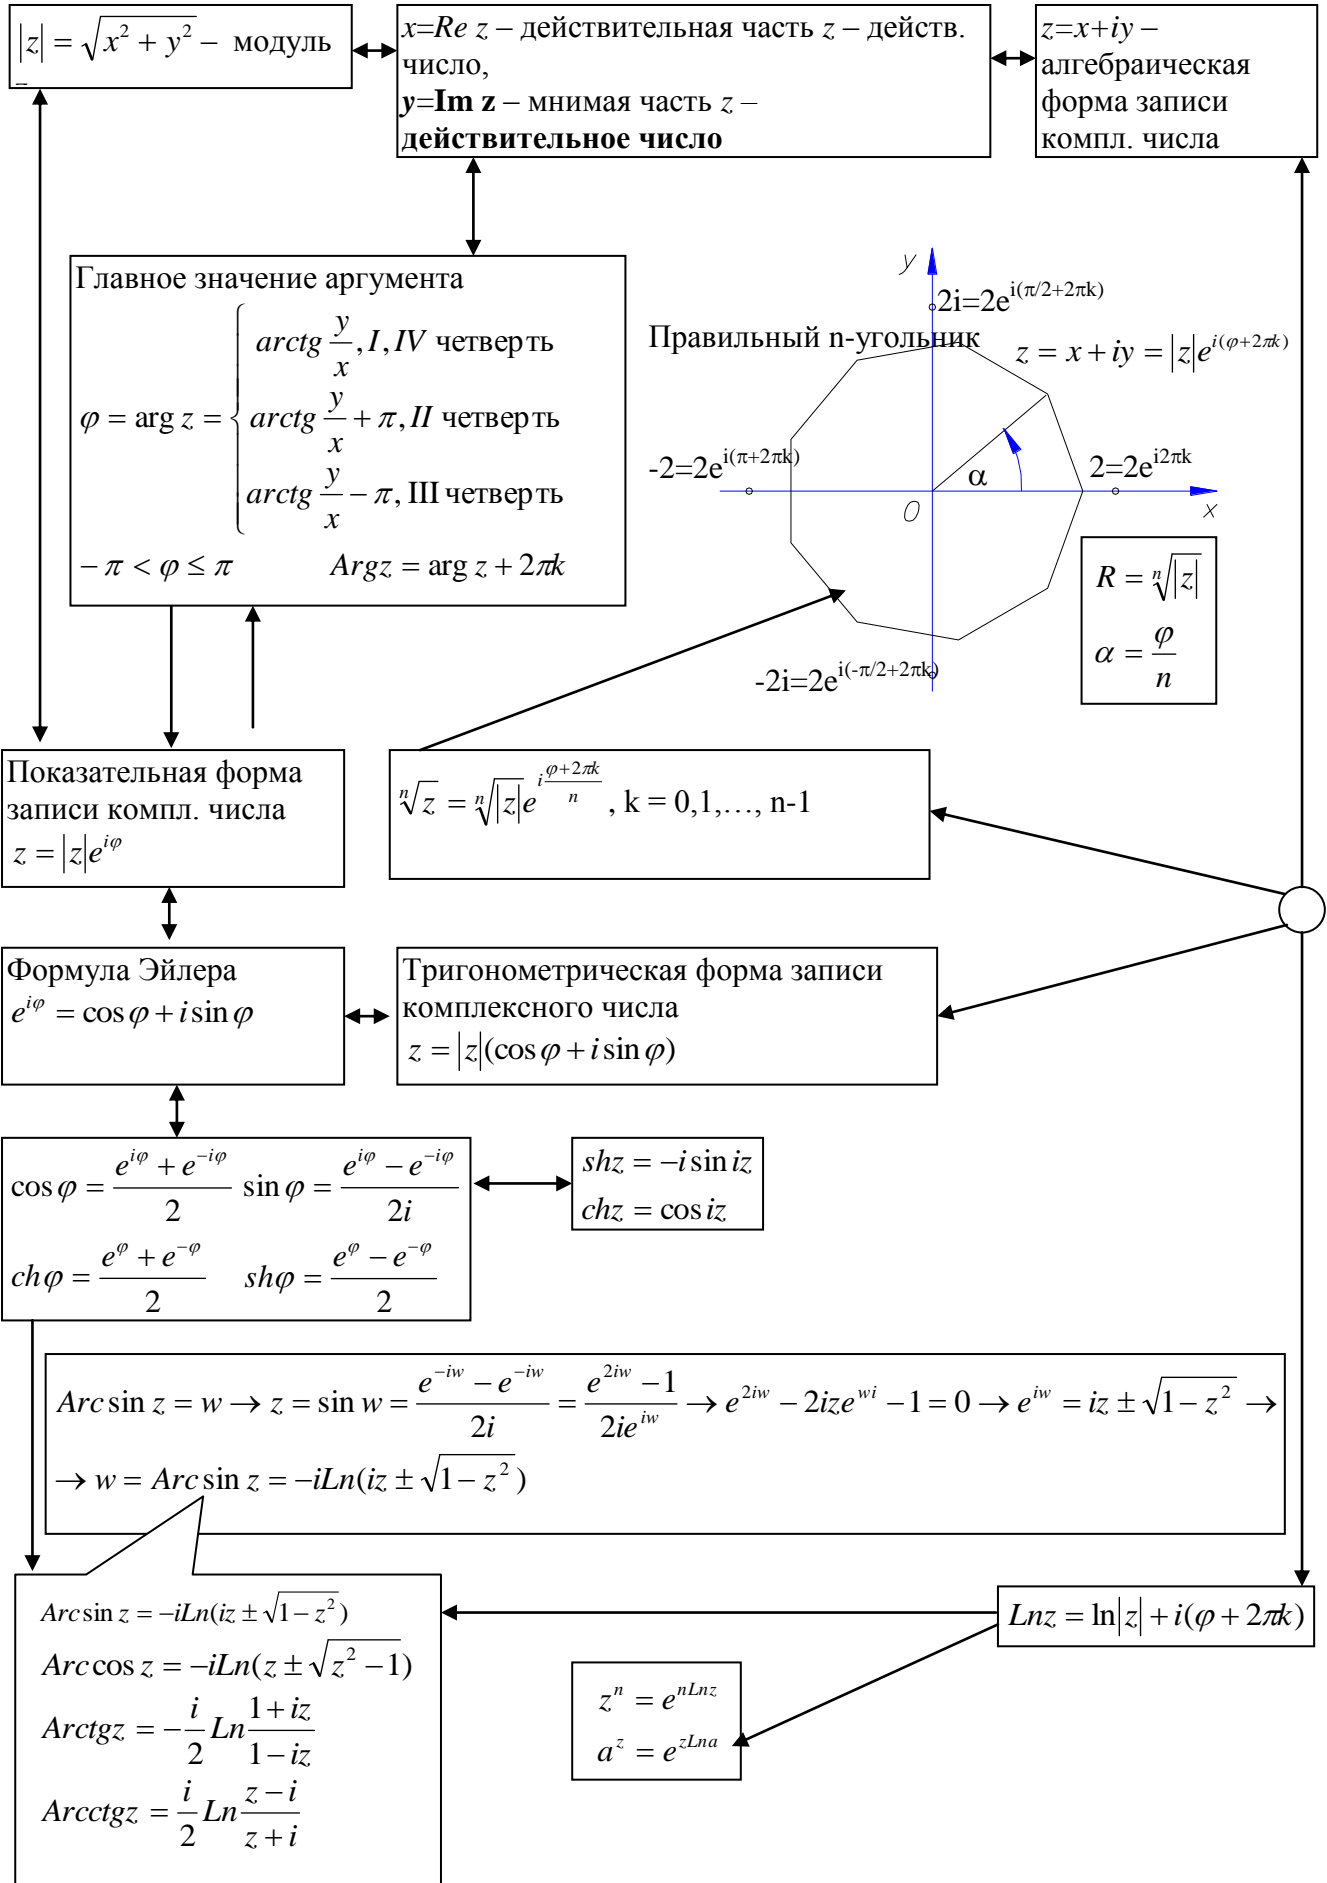 |z| = √(x² + y²) – модуль
x=Re z – действительная часть z – действ.
число,
y=Im z – мнимая часть z –
действительное число
z=x+iy –
алгебраическая
форма записи
компл. числа
Главное значение аргумента
φ = arg z = { arctg y/x, I, IV четверть
arctg y/x + π, II четверть
arctg y/x − π, III четверть
− π < φ ≤ π Argz = arg z + 2πk
y
2i=2e^{i(π/2+2πk)}
Правильный n-угольник
z = x + iy = |z|e^{i(φ+2πk)}
-2=2e^{i(π+2πk)}
α
2=2e^{i2πk}
O
x
R = ⁿ√|z|
α = φ/n
-2i=2e^{i(-π/2+2πk)}
Показательная форма
записи компл. числа
z = |z|e^{iφ}
ⁿ√z = ⁿ√|z| e^{i(φ+2πk)/n} , k = 0,1,…, n-1
Формула Эйлера
e^{iφ} = cos φ + i sin φ
Тригонометрическая форма записи
комплексного числа
z = |z|(cos φ + i sin φ)
cos φ = (e^{iφ} + e^{−iφ})/2 sin φ = (e^{iφ} − e^{−iφ})/2i
chφ = (e^{φ} + e^{−φ})/2 shφ = (e^{φ} − e^{−φ})/2
shz = −i sin iz
chz = cos iz
Arc sin z = w → z = sin w = (e^{−iw} − e^{−iw})/2i = (e^{2iw} − 1)/2ie^{iw} → e^{2iw} − 2ize^{wi} − 1 = 0 → e^{iw} = iz ± √(1 − z²) →
→ w = Arc sin z = −iLn(iz ± √(1 − z²))
Arc sin z = −iLn(iz ± √(1 − z²))
Arc cos z = −iLn(z ± √(z² − 1))
Arctgz = − i/2 Ln (1 + iz)/(1 − iz)
Arcctgz = i/2 Ln (z − i)/(z + i)
Lnz = ln|z| + i(φ + 2πk)
zⁿ = e^{nLnz}
a^z = e^{zLna}